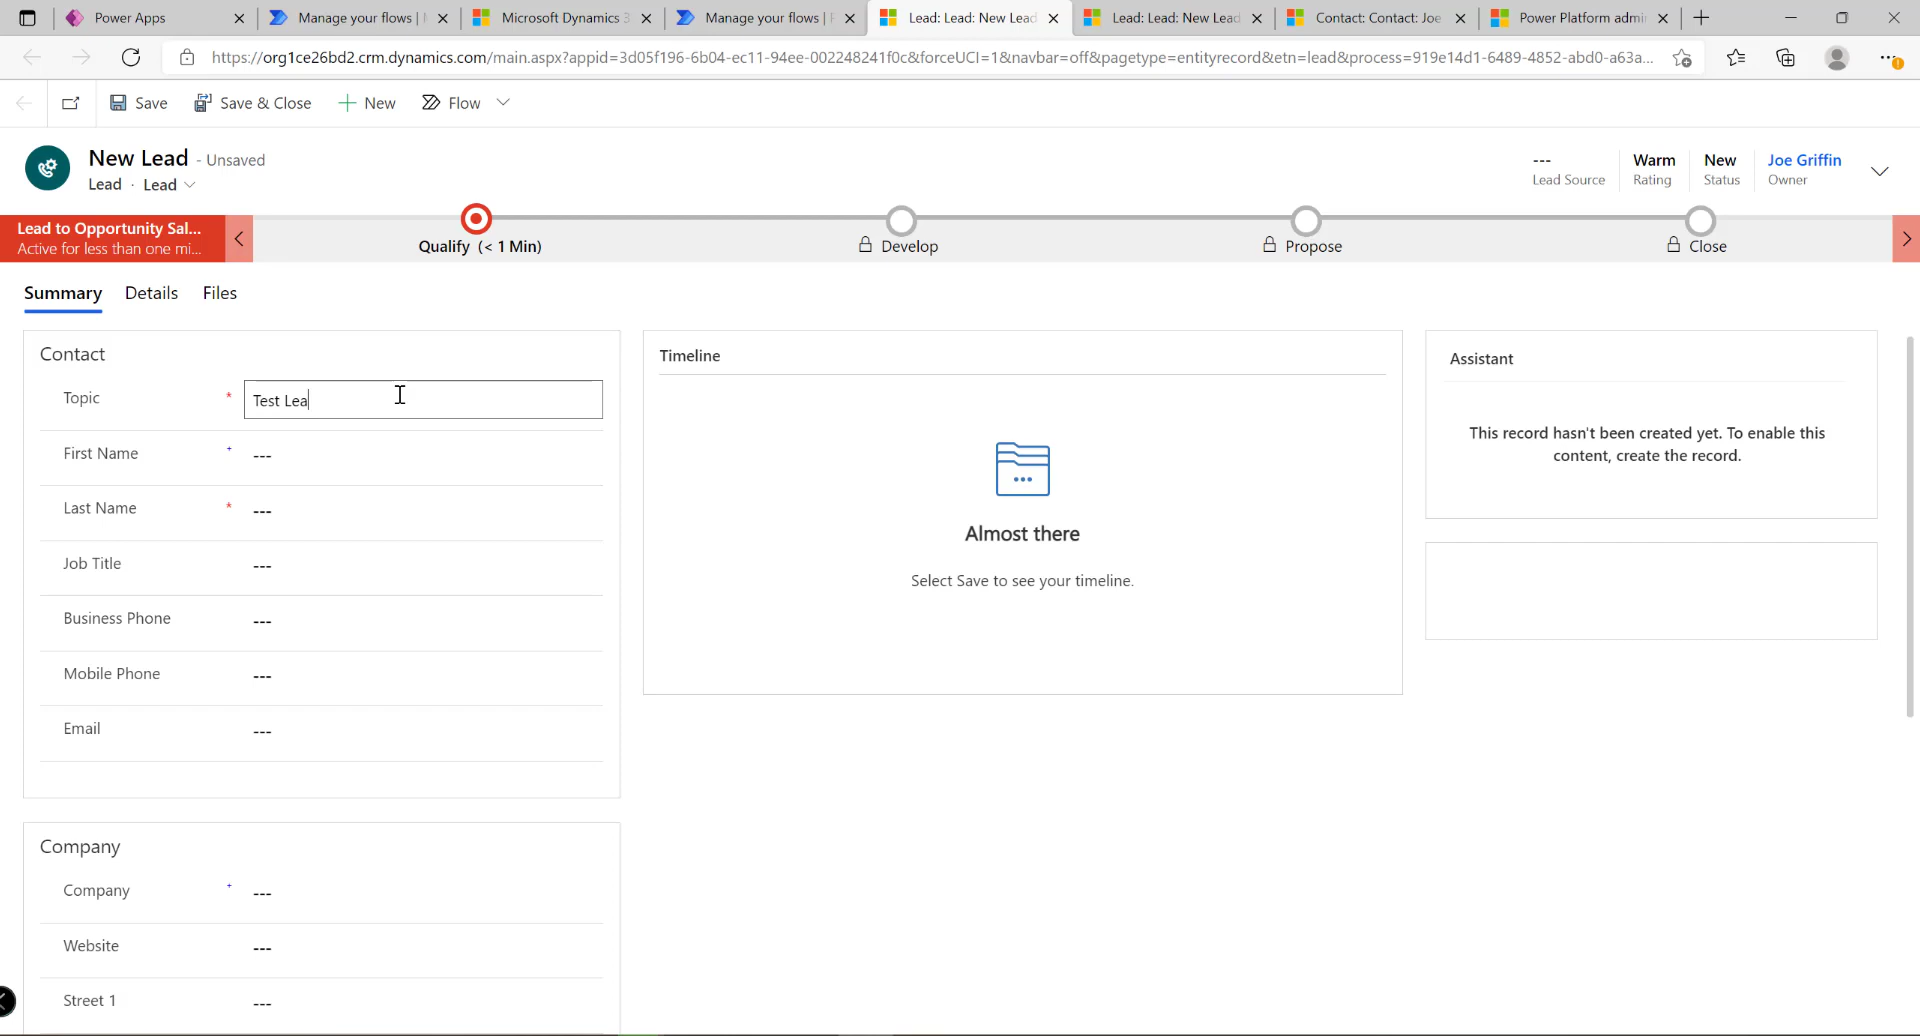 Power Apps
Manage your flows |
Microsoft Dynamics 3
Manage your flows |
Lead: Lead: New Lead
Lead: Lead: New Lead
Contact: Contact: Joe
Power Platform admi
https://org1ce26bd2.crm.dynamics.com/main.aspx?appid=3d05f196-6b04-ec11-94ee-002248241f0c&forceUCI=1&navbar=off&pagetype=entityrecord&etn=lead&process=919e14d1-6489-4852-abd0-a63a...
Save
Save & Close
New
Flow
New Lead - Unsaved
Lead · Lead
---
Lead Source
Warm
Rating
New
Status
Joe Griffin
Owner
Lead to Opportunity Sal...
Active for less than one mi...
Qualify (< 1 Min)
Develop
Propose
Close
Summary
Details
Files
Contact
Topic * Test Lea
First Name + ---
Last Name * ---
Job Title ---
Business Phone ---
Mobile Phone ---
Email ---
Timeline
Almost there
Select Save to see your timeline.
Assistant
This record hasn't been created yet. To enable this
content, create the record.
Company
Company + ---
Website ---
Street 1 ---